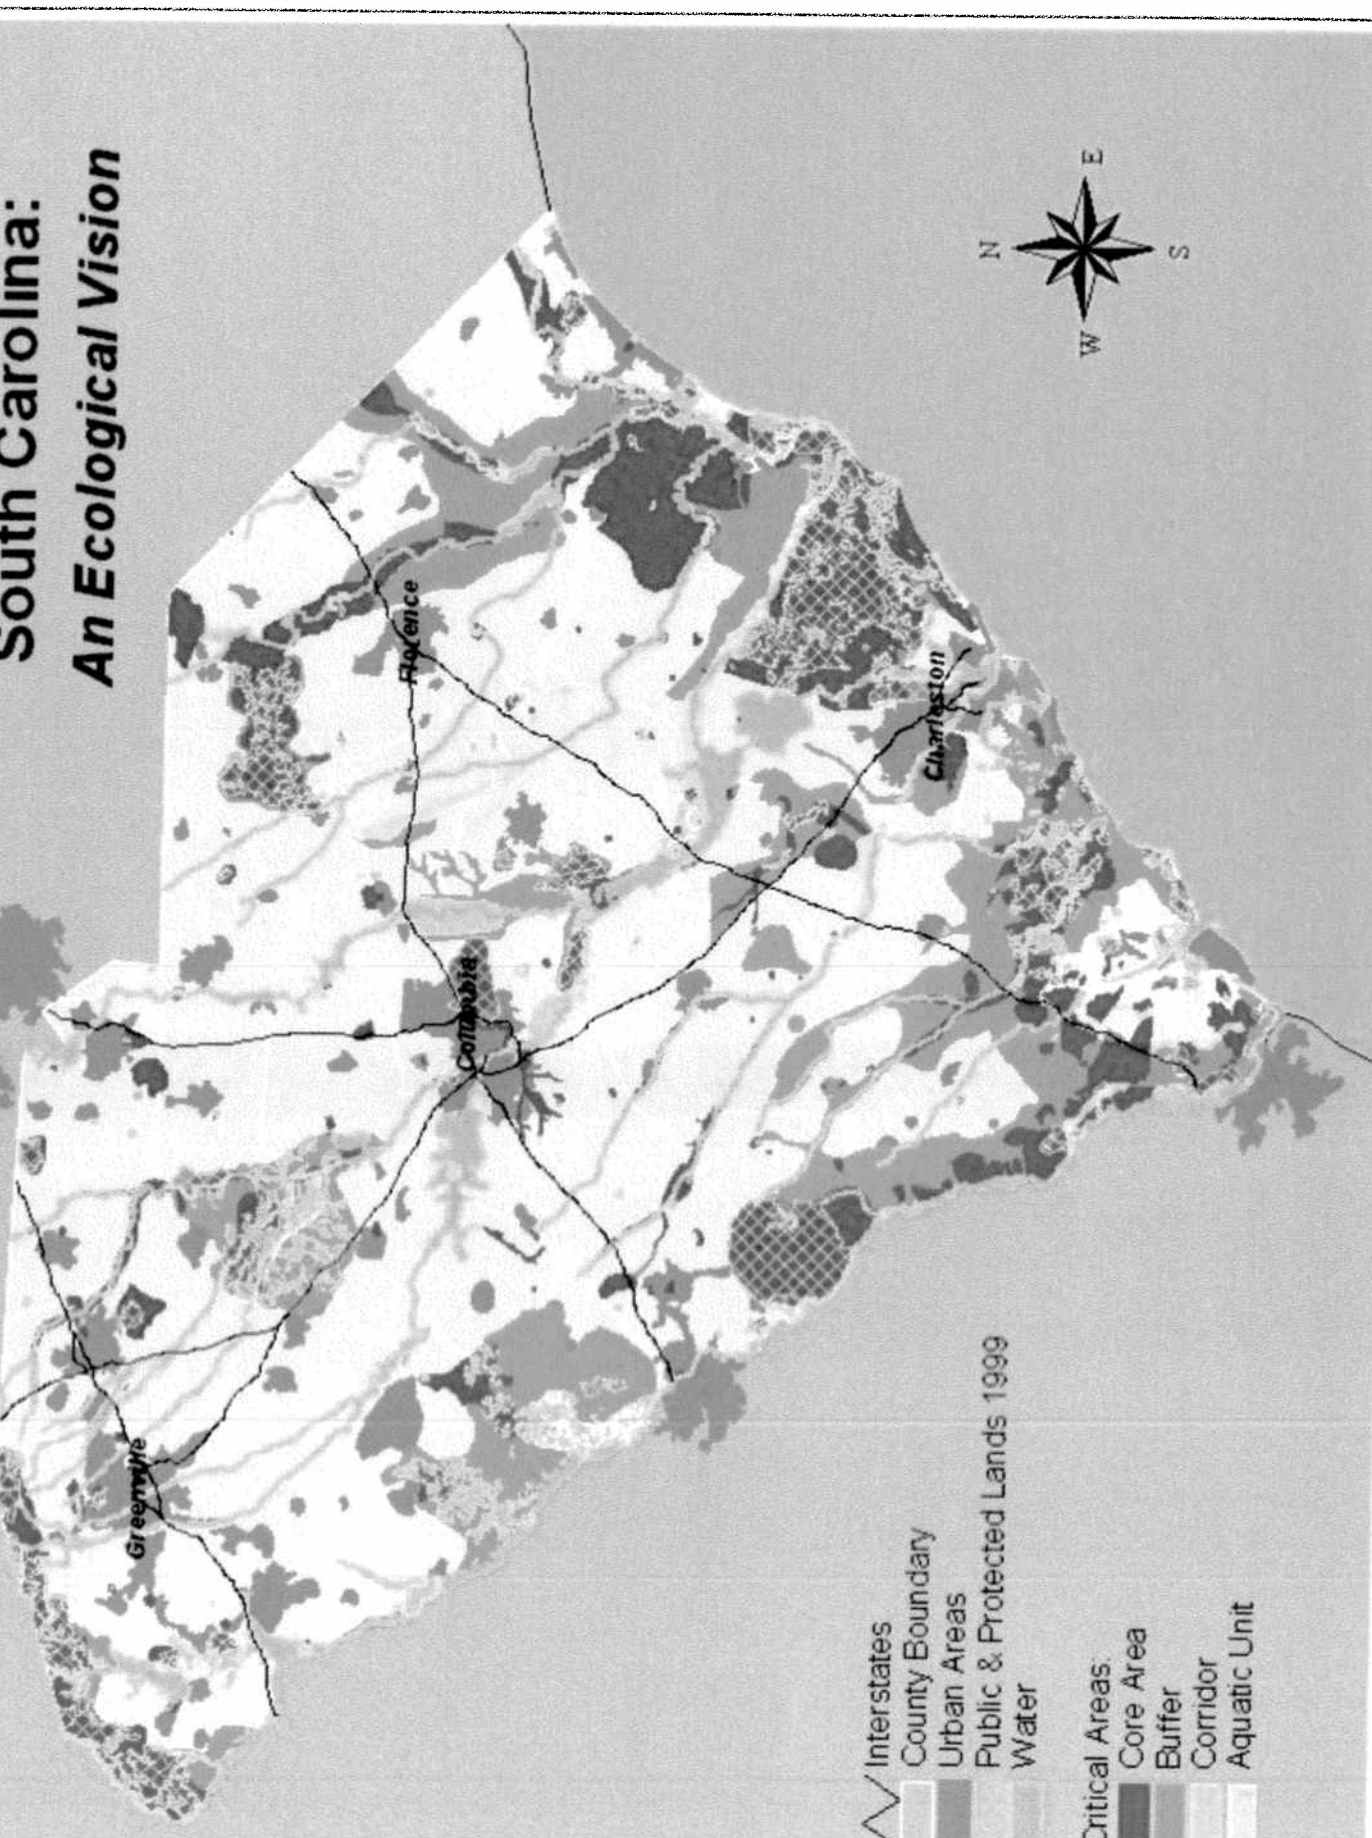 South Carolina:
An Ecological Vision
Greenville
Columbia
Florence
Charleston
N
W
E
S
Interstates
County Boundary
Urban Areas
Public & Protected Lands 1999
Water
Critical Areas:
Core Area
Buffer
Corridor
Aquatic Unit